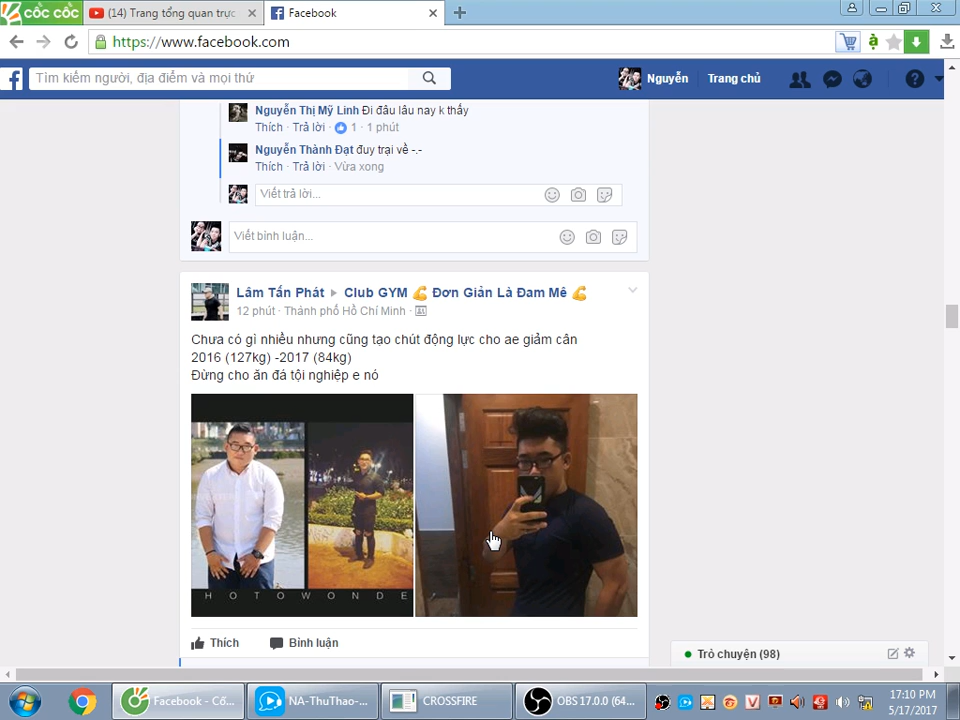 cốc cốc
(14) Trang tổng quan trực
Facebook
https://www.facebook.com
Tìm kiếm người, địa điểm và mọi thứ
Nguyễn
Trang chủ
Nguyễn Thị Mỹ Linh Đi đâu lâu nay k thấy
Thích · Trả lời · 1 · 1 phút
Nguyễn Thành Đạt đuy trại về -.-
Thích · Trả lời · Vừa xong
Viết trả lời...
Viết bình luận...
Lâm Tấn Phát ▸ Club GYM 💪 Đơn Giản Là Đam Mê 💪
12 phút · Thành phố Hồ Chí Minh ·
Chưa có gì nhiều nhưng cũng tạo chút động lực cho ae giảm cân
2016 (127kg) -2017 (84kg)
Đừng cho ăn đá tội nghiệp e nó
H O T O W O N D E
Thích
Bình luận
Trò chuyện (98)
Facebook - Cố...
NA-ThuThao-...
CROSSFIRE
OBS 17.0.0 (64...
17:10 PM
5/17/2017